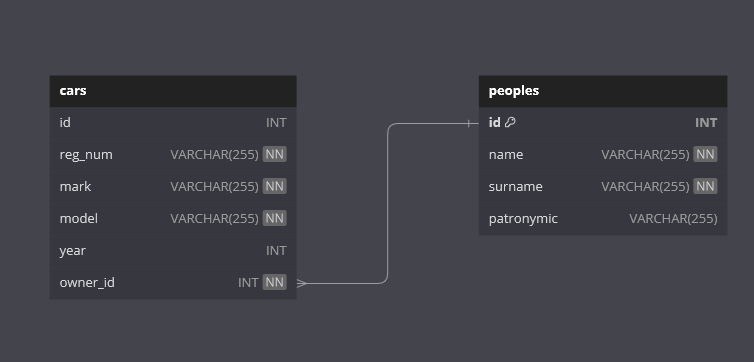 cars
id INT
reg_num VARCHAR(255) NN
mark VARCHAR(255) NN
model VARCHAR(255) NN
year INT
owner_id INT NN
peoples
id INT
name VARCHAR(255) NN
surname VARCHAR(255) NN
patronymic VARCHAR(255)